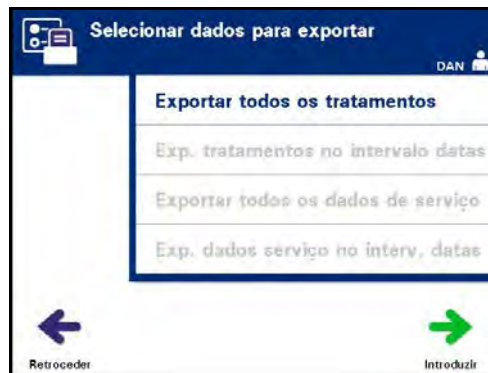 Selecionar dados para exportar
DAN
Exportar todos os tratamentos
Exp. tratamentos no intervalo datas
Exportar todos os dados de serviço
Exp. dados serviço no interv. datas
Retroceder
Introduzir